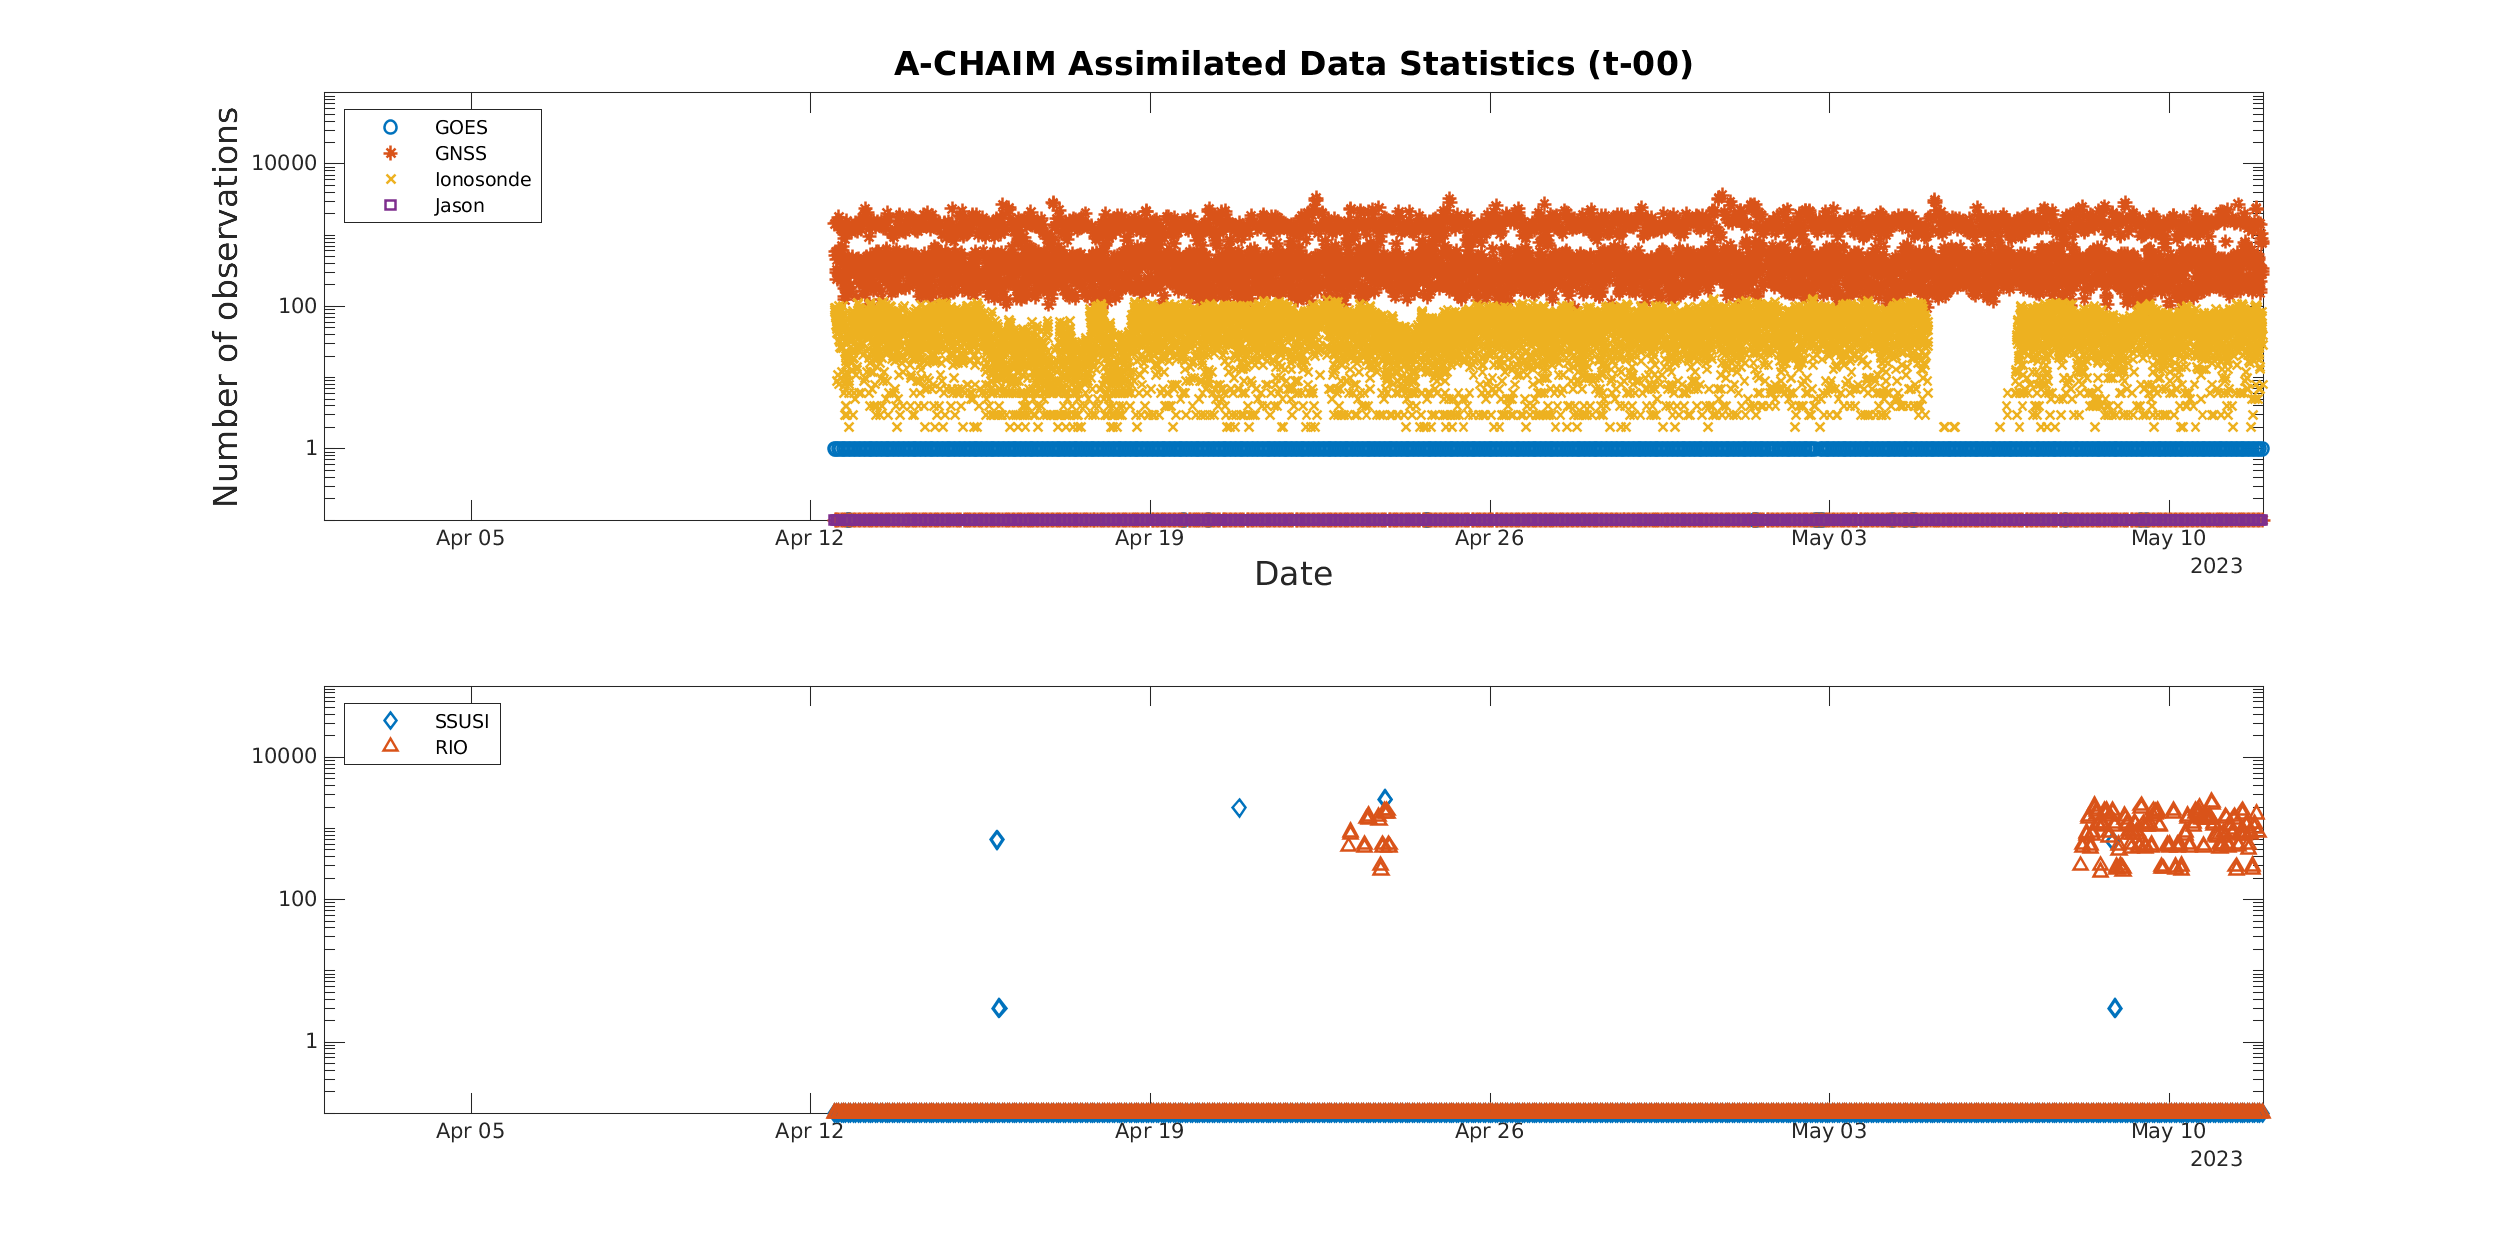 A-CHAIM Assimilated Data Statistics (t-00)
Number of observations
GOES
GNSS
Ionosonde
Jason
10000
100
1
Apr 05 Apr 12 Apr 19 Apr 26 May 03 May 10
2023
Date
SSUSI
RIO
10000
100
1
Apr 05 Apr 12 Apr 19 Apr 26 May 03 May 10
2023